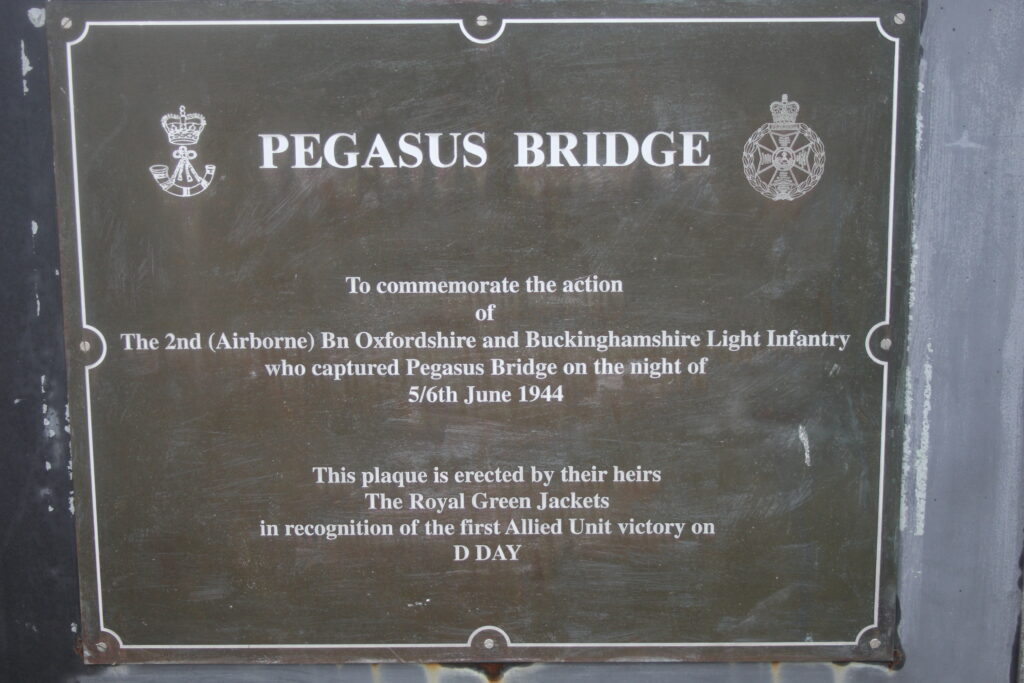 PEGASUS BRIDGE
To commemorate the action
of
The 2nd (Airborne) Bn Oxfordshire and Buckinghamshire Light Infantry
who captured Pegasus Bridge on the night of
5/6th June 1944
This plaque is erected by their heirs
The Royal Green Jackets
in recognition of the first Allied Unit victory on
D DAY